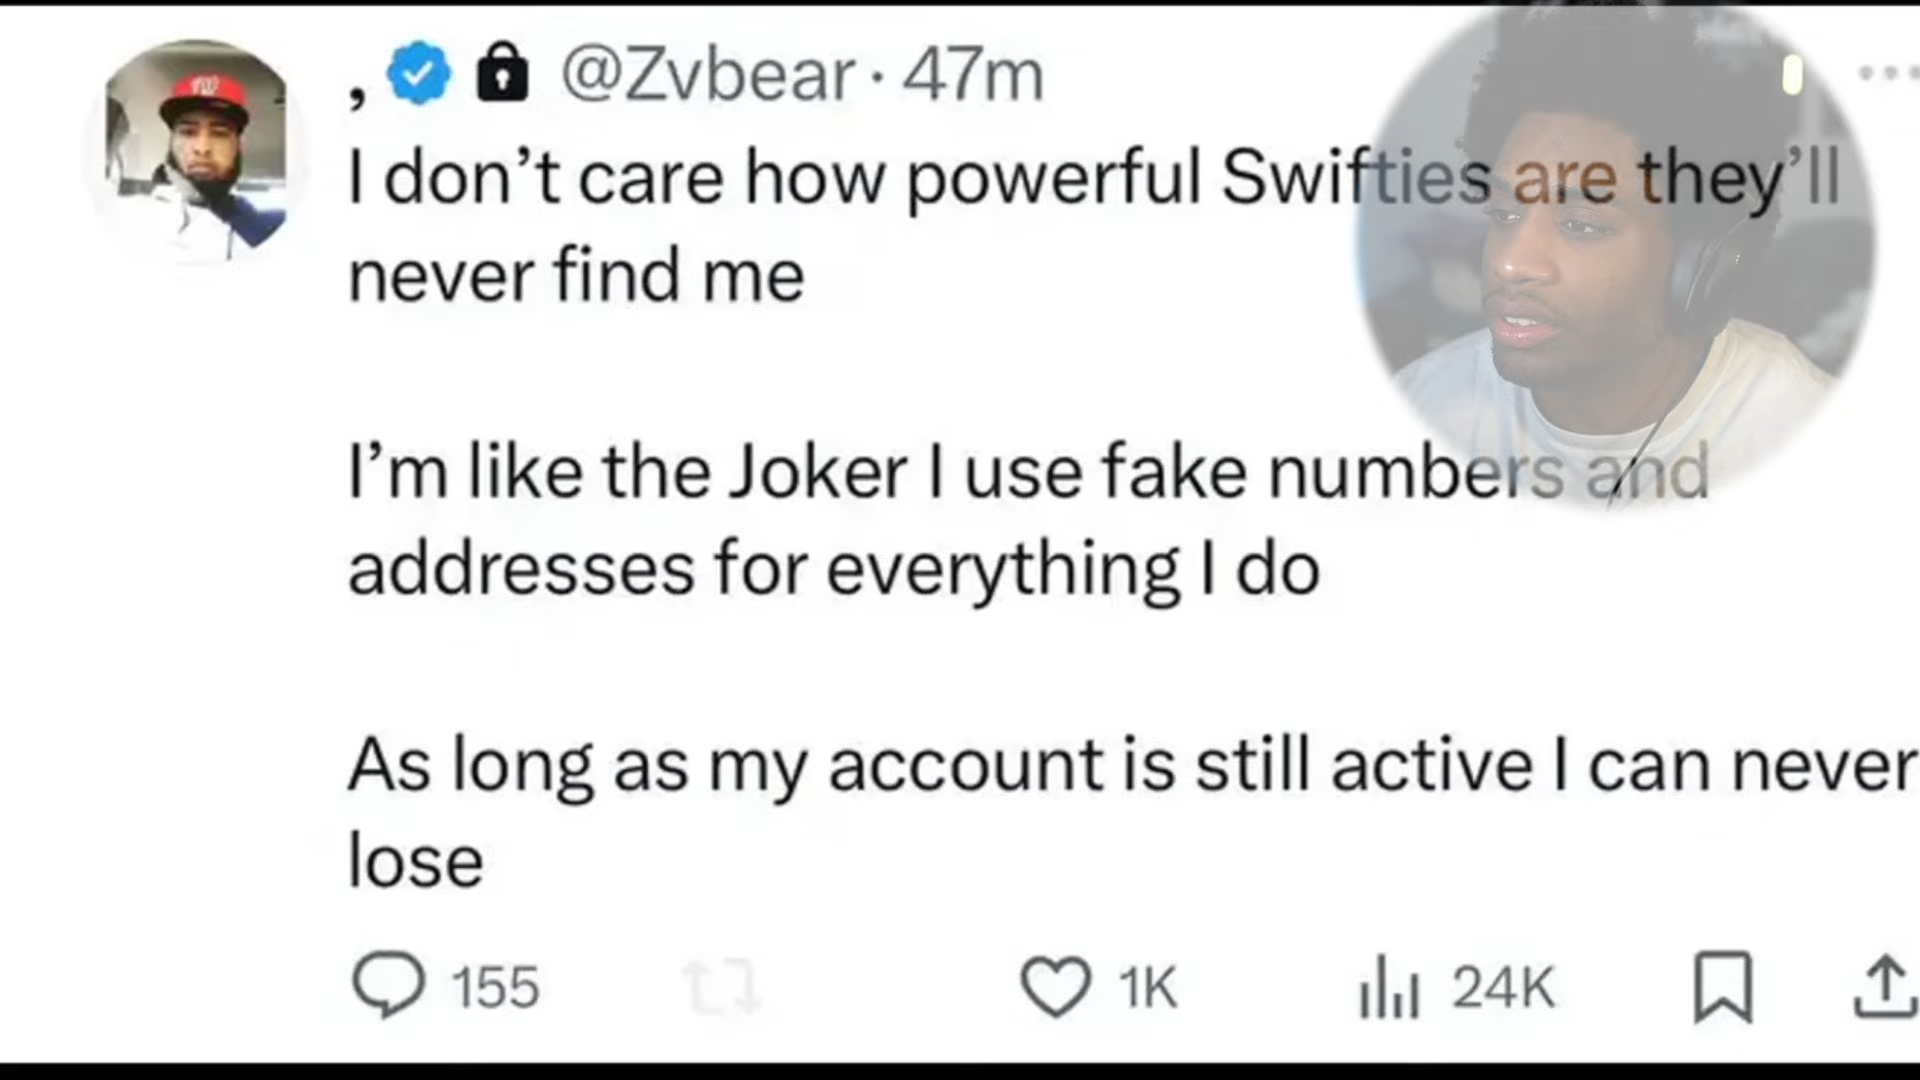 , @Zvbear · 47m
I don’t care how powerful Swifties are they’ll
never find me
I’m like the Joker I use fake numbers and
addresses for everything I do
As long as my account is still active I can never
lose
155 1K 24K